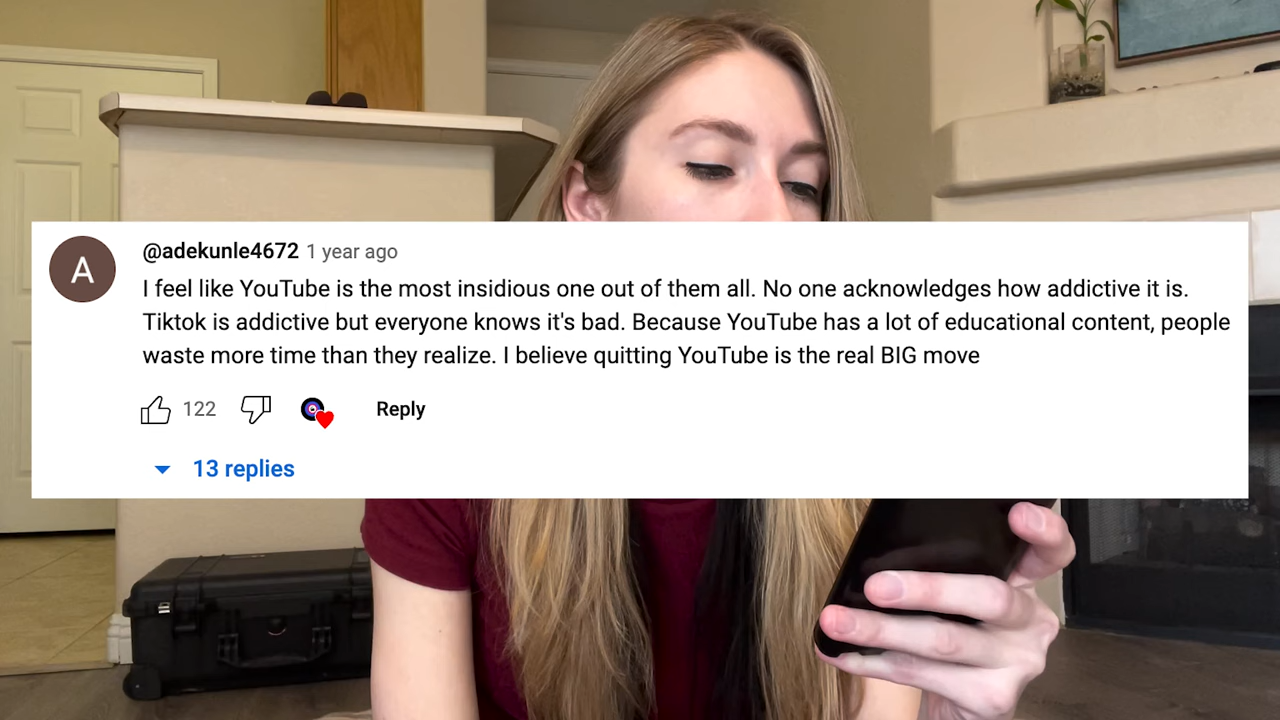 A
@adekunle4672 1 year ago
I feel like YouTube is the most insidious one out of them all. No one acknowledges how addictive it is.
Tiktok is addictive but everyone knows it's bad. Because YouTube has a lot of educational content, people
waste more time than they realize. I believe quitting YouTube is the real BIG move
122 Reply
13 replies